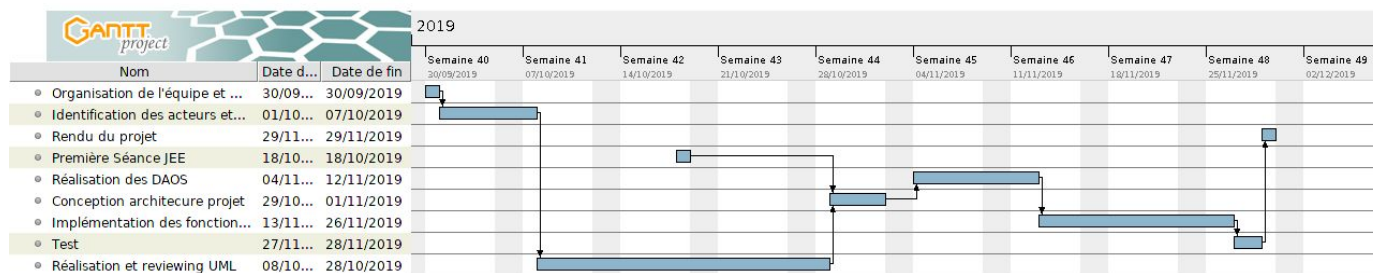 GANTT
project
2019
Semaine 40 Semaine 41 Semaine 42 Semaine 43 Semaine 44 Semaine 45 Semaine 46 Semaine 47 Semaine 48 Semaine 49
Nom Date d... Date de fin 30/09/2019 07/10/2019 14/10/2019 21/10/2019 28/10/2019 04/11/2019 11/11/2019 18/11/2019 25/11/2019 02/12/2019
Organisation de l'équipe et ... 30/09... 30/09/2019
Identification des acteurs et... 01/10... 07/10/2019
Rendu du projet 29/11... 29/11/2019
Première Séance JEE 18/10... 18/10/2019
Réalisation des DAOS 04/11... 12/11/2019
Conception architecure projet 29/10... 01/11/2019
Implémentation des fonction... 13/11... 26/11/2019
Test 27/11... 28/11/2019
Réalisation et reviewing UML 08/10... 28/10/2019